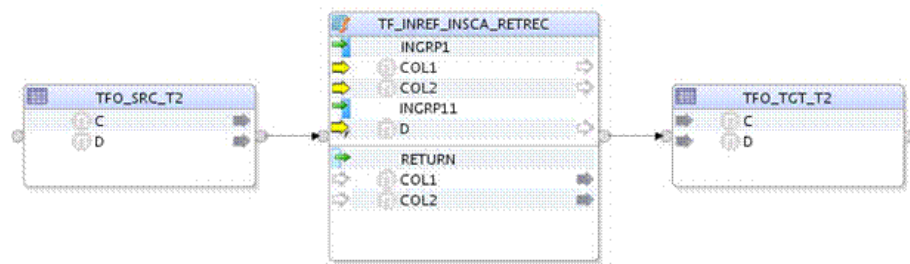 TFO_SRC_T2
C
D
TF_INREF_INSCA_RETREC
INGRP1
COL1
COL2
INGRP11
D
RETURN
COL1
COL2
TFO_TGT_T2
C
D